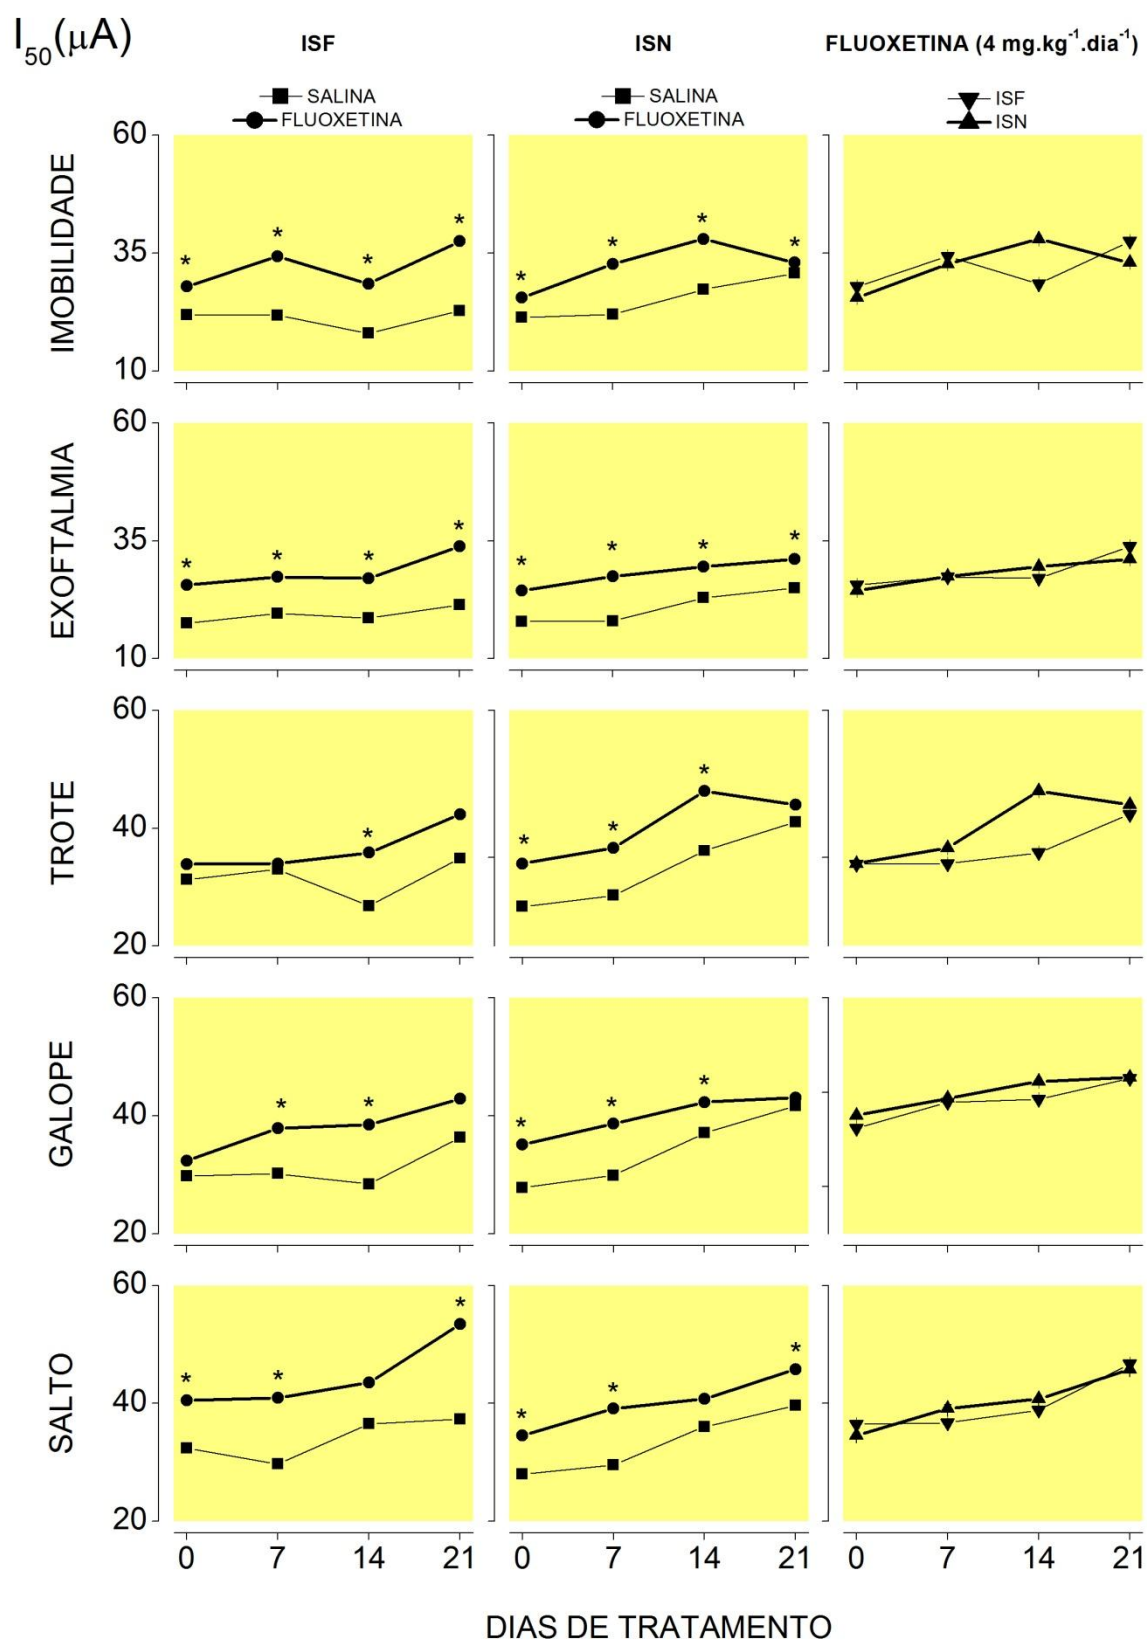 I50(μA)
ISF
ISN
FLUOXETINA (4 mg.kg-1.dia-1)
SALINA
FLUOXETINA
SALINA
FLUOXETINA
ISF
ISN
IMOBILIDADE
60
35
10
* * * *
* * * *
EXOFTALMIA
60
35
10
* * * *
* * * *
TROTE
60
40
20
*
* * *
GALOPE
60
40
20
* *
* * *
SALTO
60
40
20
* * *
* * *
0 7 14 21
0 7 14 21
0 7 14 21
DIAS DE TRATAMENTO